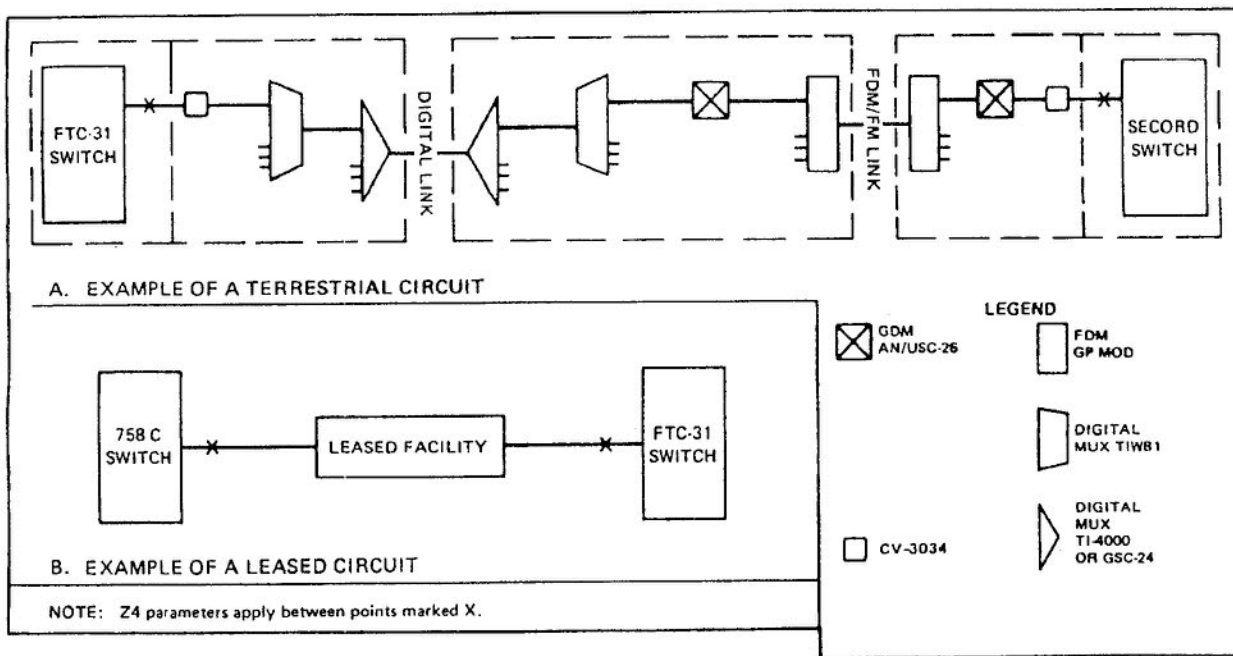 FTC-31
SWITCH
DIGITAL LINK
FDM/FM LINK
SECORD
SWITCH
A. EXAMPLE OF A TERRESTRIAL CIRCUIT
758 C
SWITCH
LEASED FACILITY
FTC-31
SWITCH
B. EXAMPLE OF A LEASED CIRCUIT
NOTE: Z4 parameters apply between points marked X.
LEGEND
GDM
AN/USC-26
FDM
GP MOD
DIGITAL
MUX TIWB1
CV-3034
DIGITAL
MUX
TI-4000
OR GSC-24